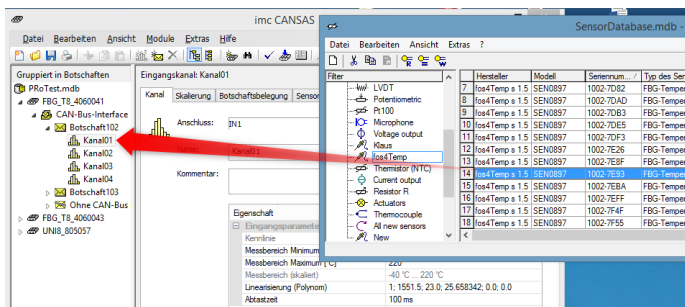 imc CANSAS
Datei Bearbeiten Ansicht Module Extras Hilfe
Gruppiert in Botschaften
PRoTest.mdb
FBG_T8_4060041
CAN-Bus-Interface
Botschaft102
Kanal01
Kanal02
Kanal03
Kanal04
Botschaft103
Ohne CAN-Bus
FBG_T8_4060043
UNI8_805057
Eingangskanal: Kanal01
Kanal Skalierung Botschaftsbelegung Sensor
Anschluss: IN1
Name: Kanal01
Kommentar:
Eigenschaft
Eingangsparameter
Kennlinie
Messbereich Minimum
Messbereich Maximum [°C] 220
Messbereich (skaliert) -40 °C ... 220 °C
Linearisierung (Polynom) 1; 1551.5; 23.0; 25.658342; 0.0; 0.0
Abtastzeit 100 ms
SensorDatabase.mdb -
Datei Bearbeiten Ansicht Extras ?
Filter
LVDT
Potentiometric
Pt100
Microphone
Voltage output
Klaus
fos4Temp
Thermistor (NTC)
Current output
Resistor R
Actuators
Thermocouple
All new sensors
New
Hersteller Modell Seriennum... / Typ des Sen
7 fos4Temp s 1.5 SEN0897 1002-7D82 FBG-Temper
8 fos4Temp s 1.5 SEN0897 1002-7DAD FBG-Temper
9 fos4Temp s 1.5 SEN0897 1002-7DB3 FBG-Temper
10 fos4Temp s 1.5 SEN0897 1002-7DE5 FBG-Temper
11 fos4Temp s 1.5 SEN0897 1002-7DF3 FBG-Temper
12 fos4Temp s 1.5 SEN0897 1002-7E26 FBG-Temper
13 fos4Temp s 1.5 SEN0897 1002-7E8F FBG-Temper
14 fos4Temp s 1.5 SEN0897 1002-7E93 FBG-Temper
15 fos4Temp s 1.5 SEN0897 1002-7EBA FBG-Temper
16 fos4Temp s 1.5 SEN0897 1002-7EFF FBG-Temper
17 fos4Temp s 1.5 SEN0897 1002-7F4F FBG-Temper
18 fos4Temp s 1.5 SEN0897 1002-7F55 FBG-Temper